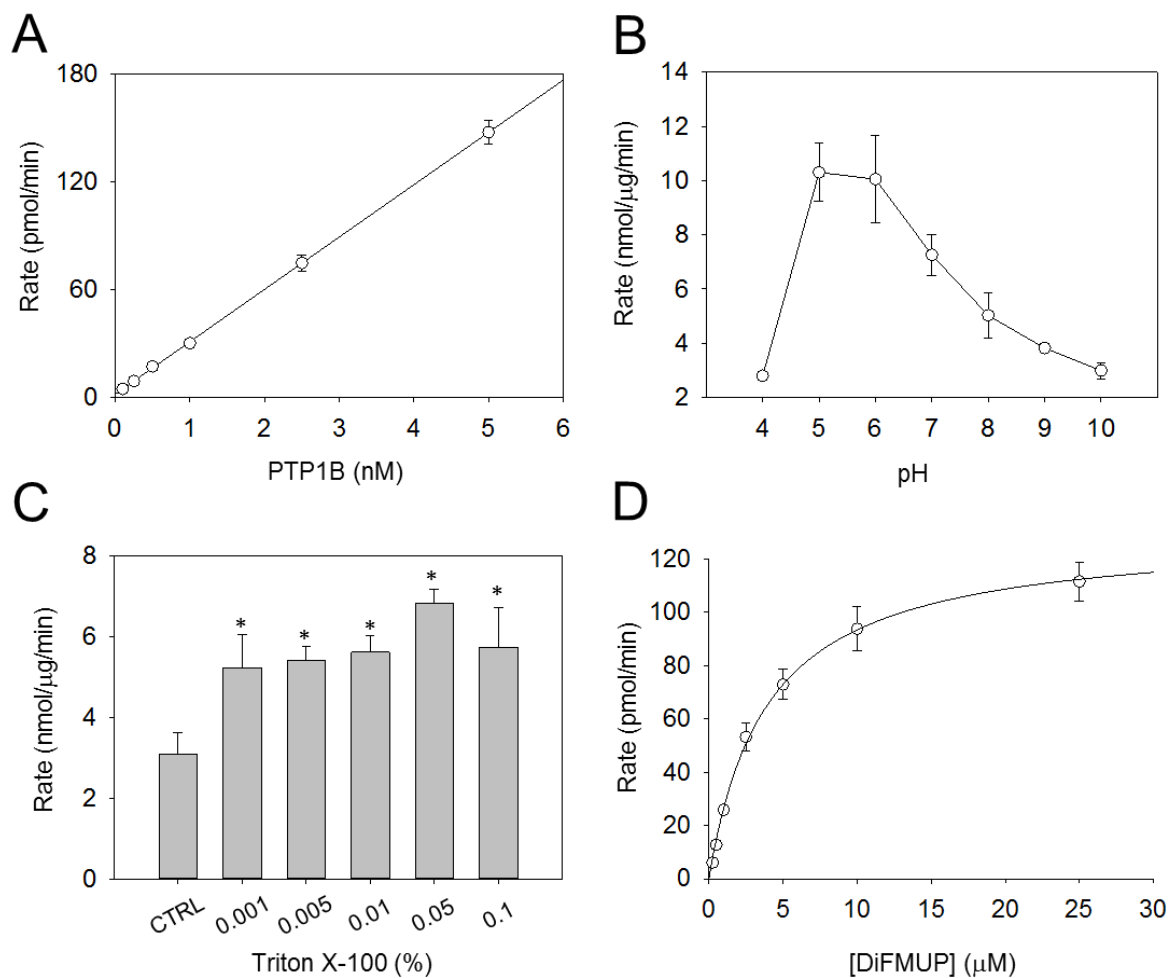 A
Rate (pmol/min)
180
120
60
0
0 1 2 3 4 5 6
PTP1B (nM)
B
Rate (nmol/μg/min)
14
12
10
8
6
4
2
4 5 6 7 8 9 10
pH
C
Rate (nmol/μg/min)
8
6
4
2
0
* * * * *
CTRL 0.001 0.005 0.01 0.05 0.1
Triton X-100 (%)
D
Rate (pmol/min)
120
100
80
60
40
20
0
0 5 10 15 20 25 30
[DiFMUP] (μM)